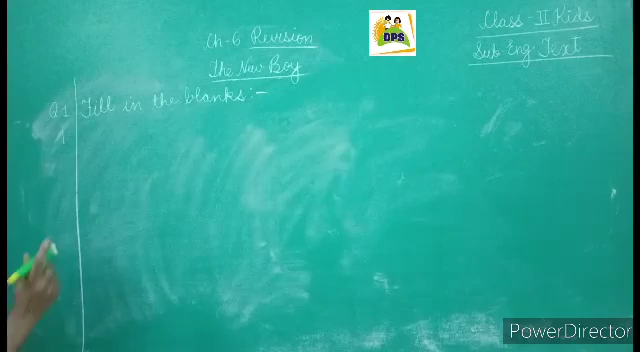 Ch-6 Revision
The New Boy
DPS
Class - II Kids
Sub Eng. Text
Q1 Fill in the blanks:-
1
PowerDirector